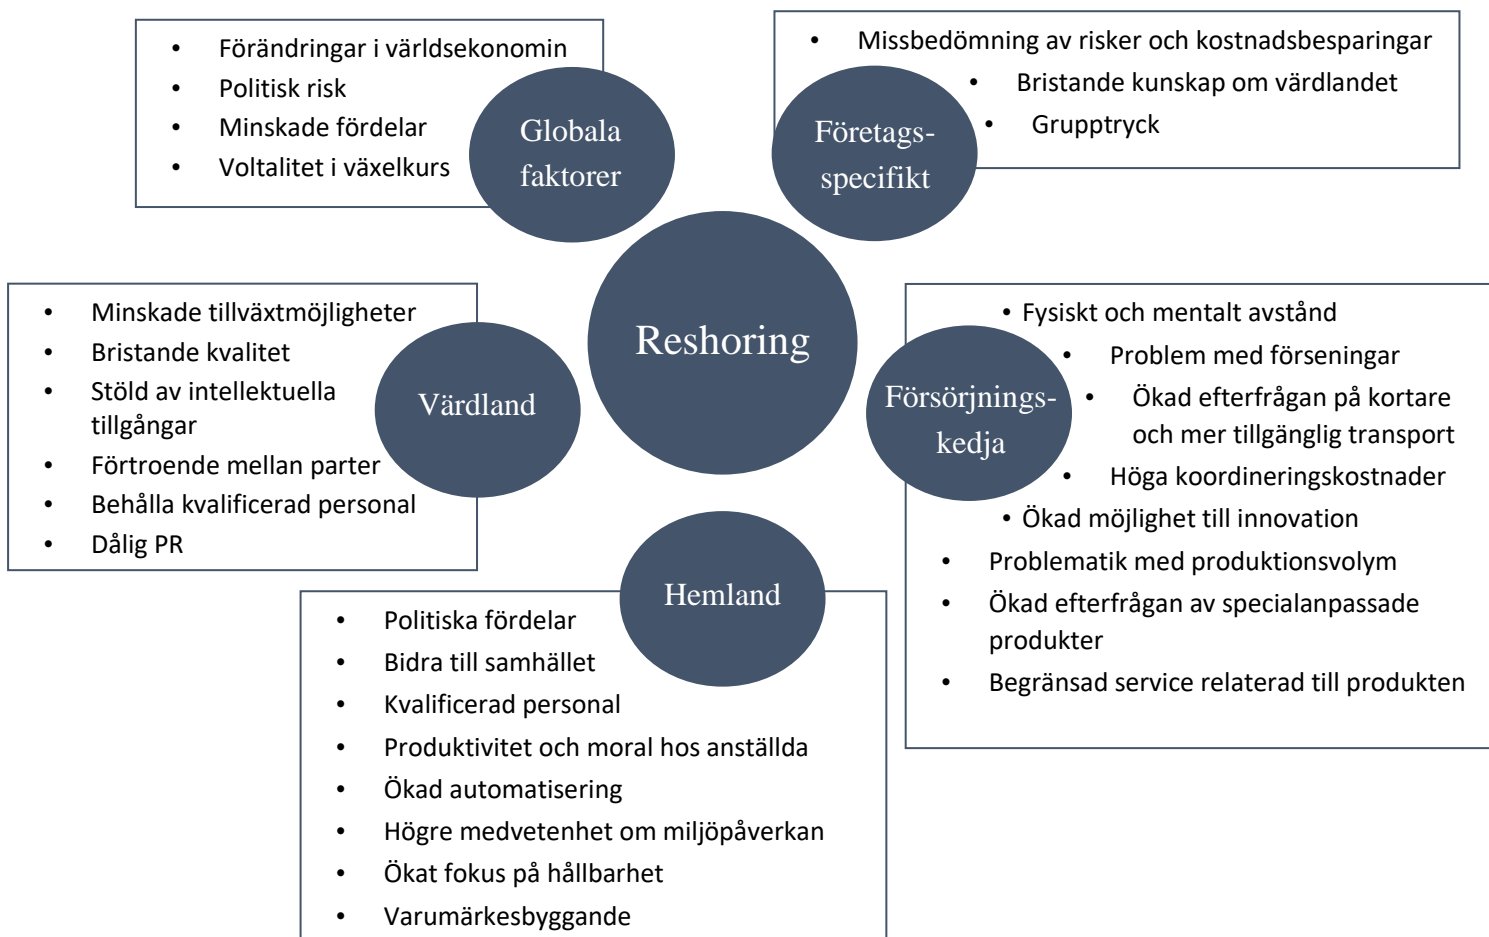 • Förändringar i världsekonomin
• Politisk risk
• Minskade fördelar
• Voltalitet i växelkurs
Globala
faktorer
• Missbedömning av risker och kostnadsbesparingar
• Bristande kunskap om värdlandet
• Grupptryck
Företags-
specifikt
Reshoring
• Minskade tillväxtmöjligheter
• Bristande kvalitet
• Stöld av intellektuella
tillgångar
• Förtroende mellan parter
• Behålla kvalificerad personal
• Dålig PR
Värdland
• Fysiskt och mentalt avstånd
• Problem med förseningar
• Ökad efterfrågan på kortare
och mer tillgänglig transport
• Höga koordineringskostnader
• Ökad möjlighet till innovation
• Problematik med produktionsvolym
• Ökad efterfrågan av specialanpassade
produkter
• Begränsad service relaterad till produkten
Försörjnings-
kedja
Hemland
• Politiska fördelar
• Bidra till samhället
• Kvalificerad personal
• Produktivitet och moral hos anställda
• Ökad automatisering
• Högre medvetenhet om miljöpåverkan
• Ökat fokus på hållbarhet
• Varumärkesbyggande